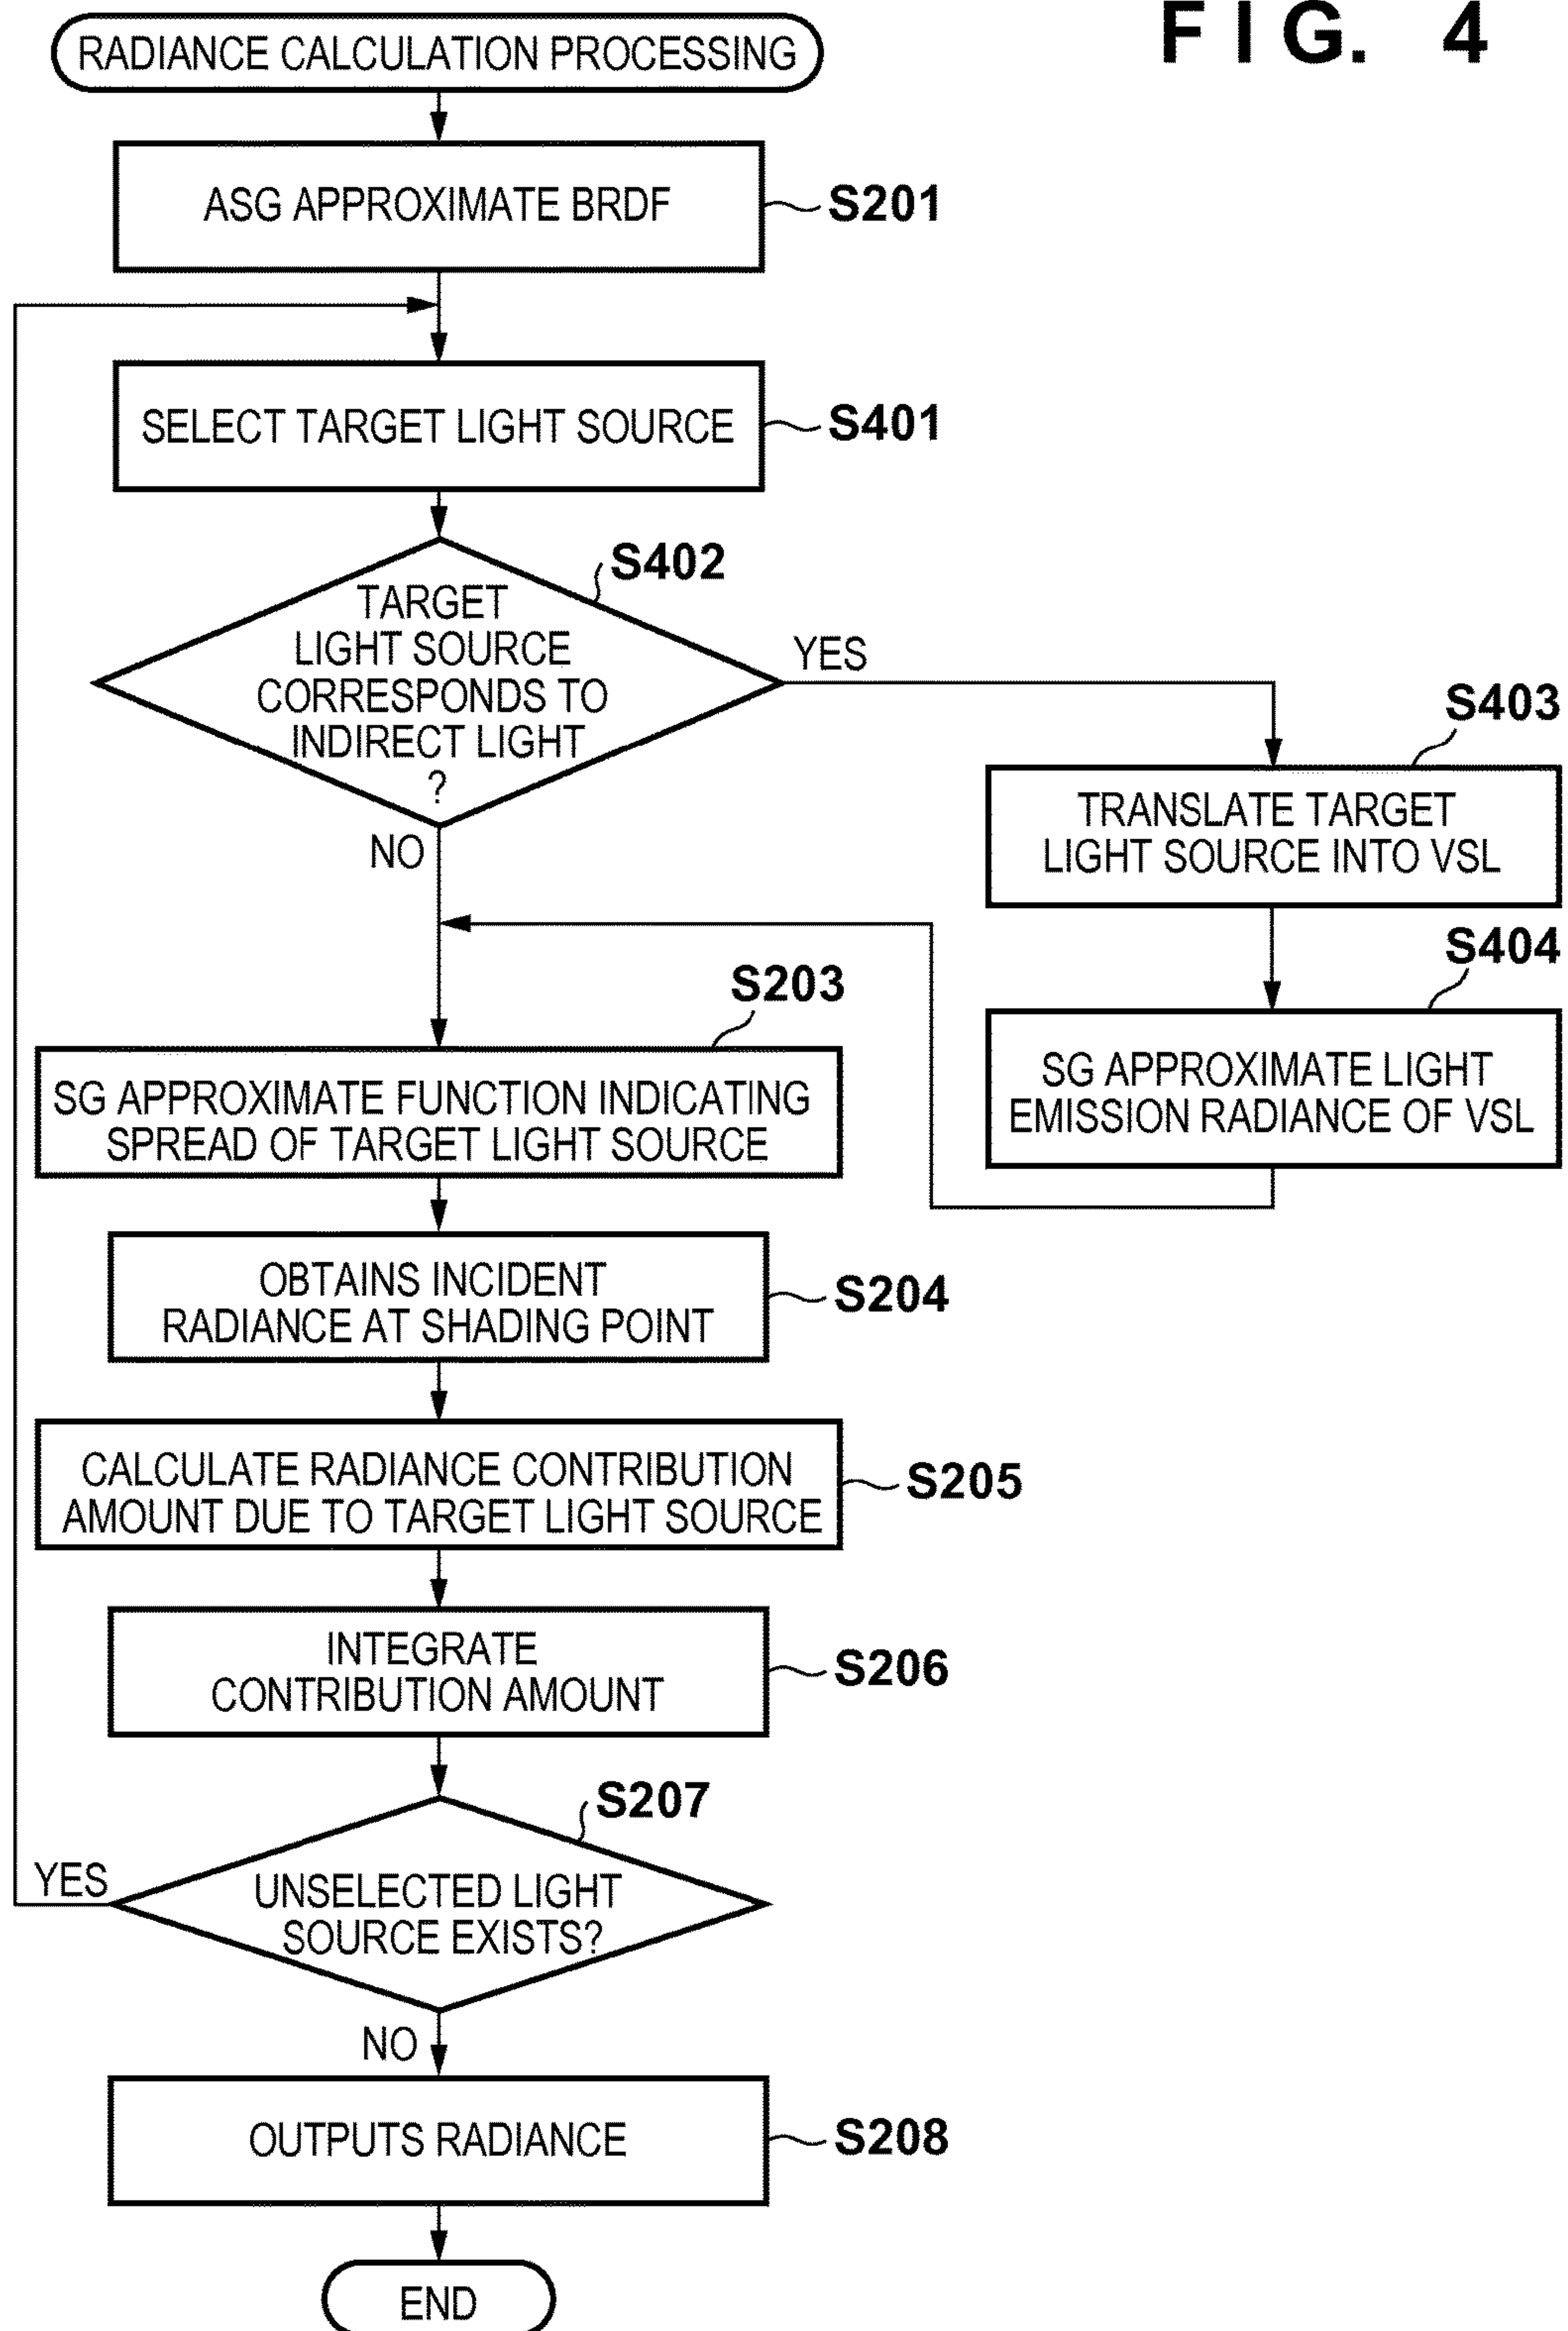 FIG. 4
RADIANCE CALCULATION PROCESSING
ASG APPROXIMATE BRDF
S201
SELECT TARGET LIGHT SOURCE
S401
S402
TARGET
LIGHT SOURCE
CORRESPONDS TO
INDIRECT LIGHT
?
YES
NO
S403
TRANSLATE TARGET
LIGHT SOURCE INTO VSL
S404
SG APPROXIMATE LIGHT
EMISSION RADIANCE OF VSL
S203
SG APPROXIMATE FUNCTION INDICATING
SPREAD OF TARGET LIGHT SOURCE
OBTAINS INCIDENT
RADIANCE AT SHADING POINT
S204
CALCULATE RADIANCE CONTRIBUTION
AMOUNT DUE TO TARGET LIGHT SOURCE
S205
INTEGRATE
CONTRIBUTION AMOUNT
S206
S207
UNSELECTED LIGHT
SOURCE EXISTS?
YES
NO
OUTPUTS RADIANCE
S208
END